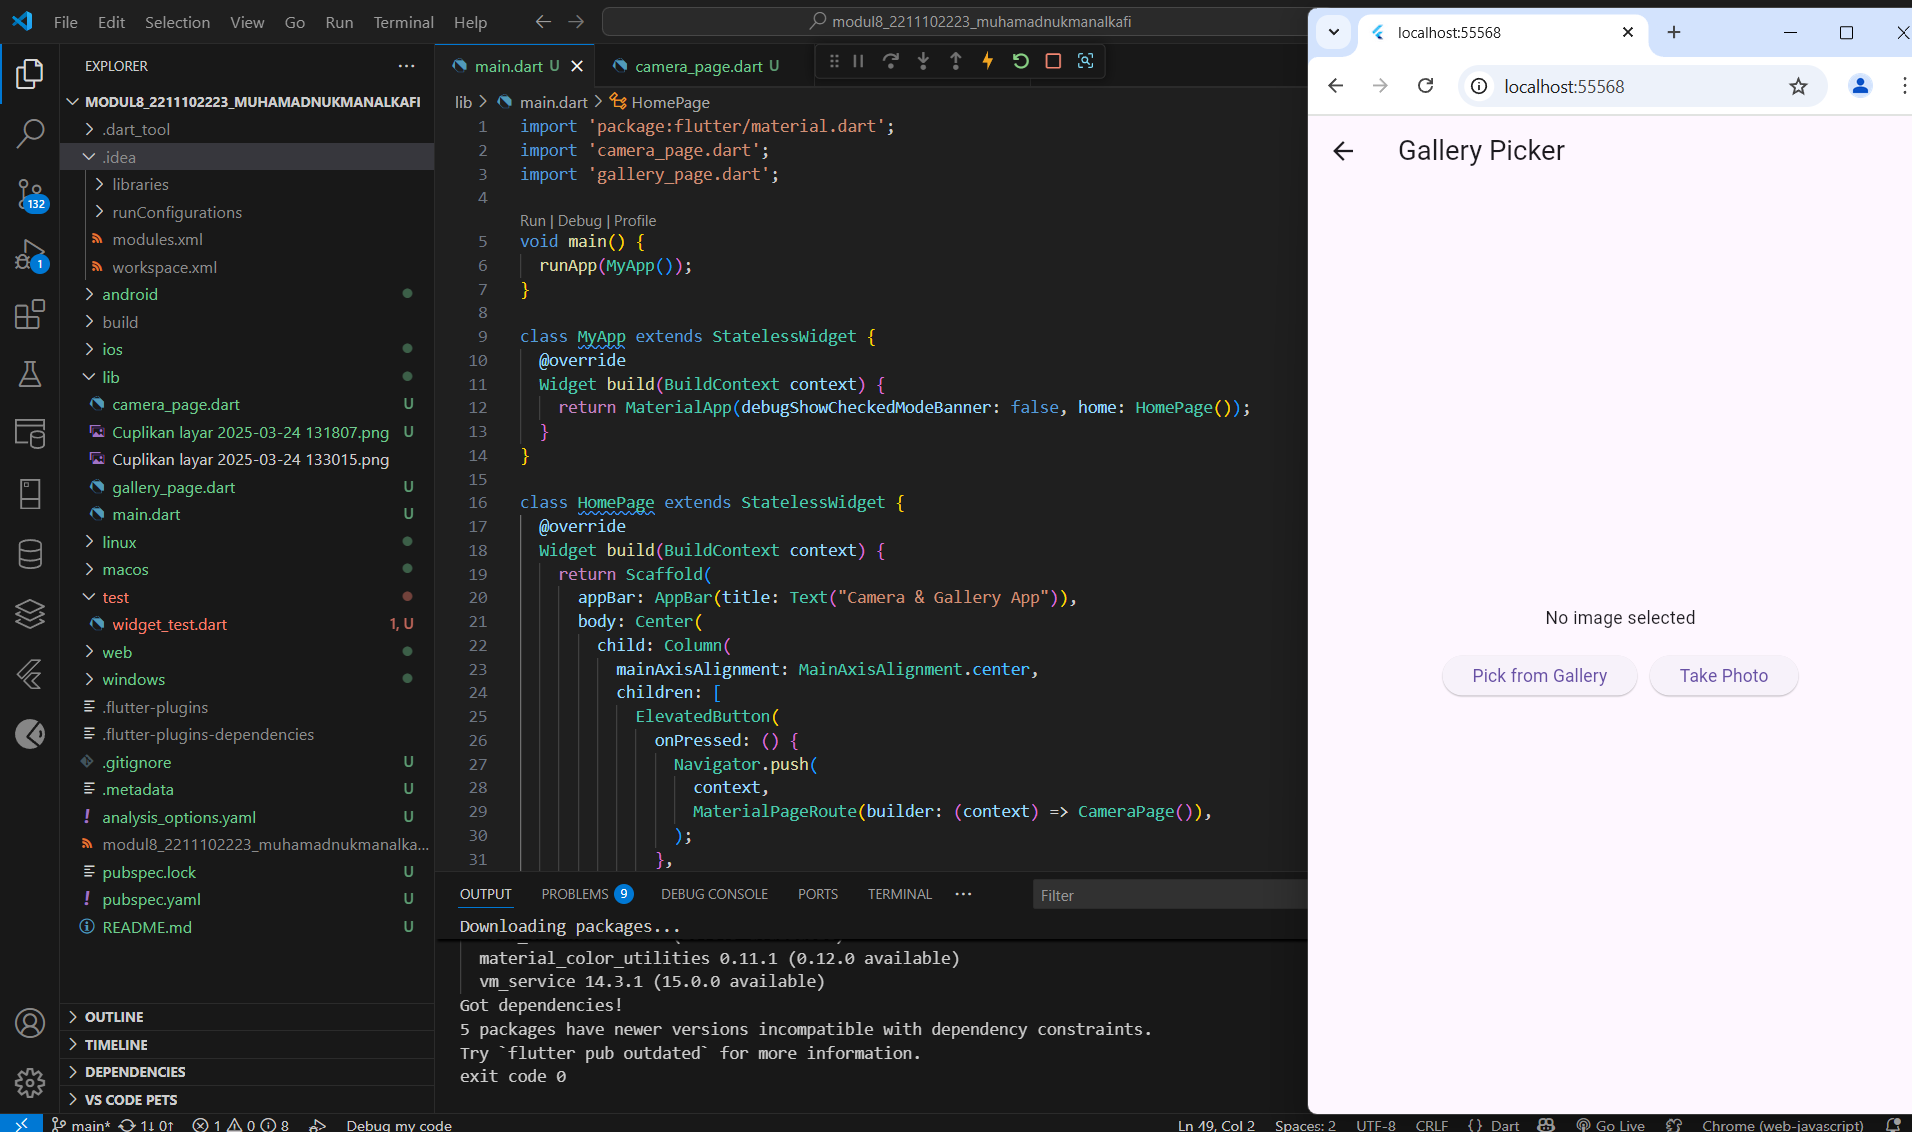 File Edit Selection View Go Run Terminal Help
modul8_2211102223_muhamadnukmanalkafi
EXPLORER
MODUL8_2211102223_MUHAMADNUKMANALKAFI
.dart_tool
.idea
libraries
runConfigurations
modules.xml
workspace.xml
android
build
ios
lib
camera_page.dart U
Cuplikan layar 2025-03-24 131807.png U
Cuplikan layar 2025-03-24 133015.png
gallery_page.dart U
main.dart U
linux
macos
test
widget_test.dart 1, U
web
windows
.flutter-plugins
.flutter-plugins-dependencies
.gitignore U
.metadata U
analysis_options.yaml U
modul8_2211102223_muhamadnukmanalka...
pubspec.lock U
pubspec.yaml U
README.md U
OUTLINE
TIMELINE
DEPENDENCIES
VS CODE PETS
132
1
main.dart U
camera_page.dart U
lib > main.dart > HomePage
1 import 'package:flutter/material.dart';
2 import 'camera_page.dart';
3 import 'gallery_page.dart';
4
Run | Debug | Profile
5 void main() {
6 runApp(MyApp());
7 }
8
9 class MyApp extends StatelessWidget {
10 @override
11 Widget build(BuildContext context) {
12 return MaterialApp(debugShowCheckedModeBanner: false, home: HomePage());
13 }
14 }
15
16 class HomePage extends StatelessWidget {
17 @override
18 Widget build(BuildContext context) {
19 return Scaffold(
20 appBar: AppBar(title: Text("Camera & Gallery App")),
21 body: Center(
22 child: Column(
23 mainAxisAlignment: MainAxisAlignment.center,
24 children: [
25 ElevatedButton(
26 onPressed: () {
27 Navigator.push(
28 context,
29 MaterialPageRoute(builder: (context) => CameraPage()),
30 );
31 },
OUTPUT PROBLEMS 9 DEBUG CONSOLE PORTS TERMINAL ... Filter
Downloading packages...
material_color_utilities 0.11.1 (0.12.0 available)
vm_service 14.3.1 (15.0.0 available)
Got dependencies!
5 packages have newer versions incompatible with dependency constraints.
Try `flutter pub outdated` for more information.
exit code 0
main* 1↓ 0↑ 1 0 8 Debug my code
Ln 49, Col 2 Spaces: 2 UTF-8 CRLF {} Dart Go Live Chrome (web-javascript)
localhost:55568
localhost:55568
Gallery Picker
No image selected
Pick from Gallery
Take Photo